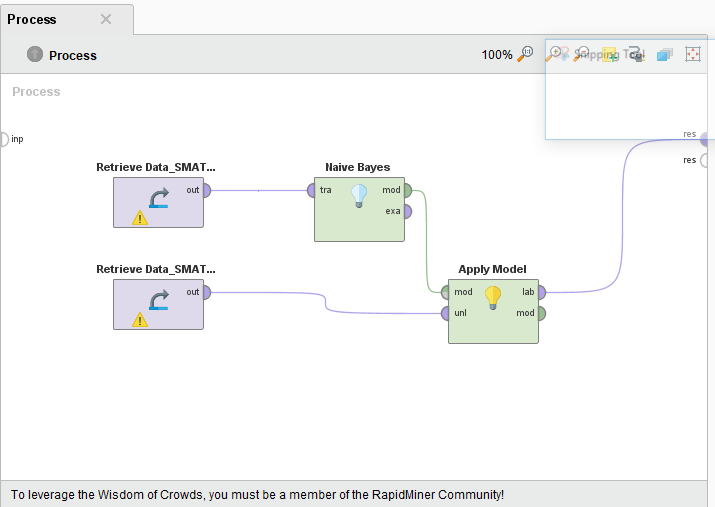 Process
Process
100%
Snipping Tool
Process
res
inp
res
Retrieve Data_SMAT...
Naive Bayes
out
tra
mod
exa
Retrieve Data_SMAT...
Apply Model
out
mod
lab
unl
mod
To leverage the Wisdom of Crowds, you must be a member of the RapidMiner Community!